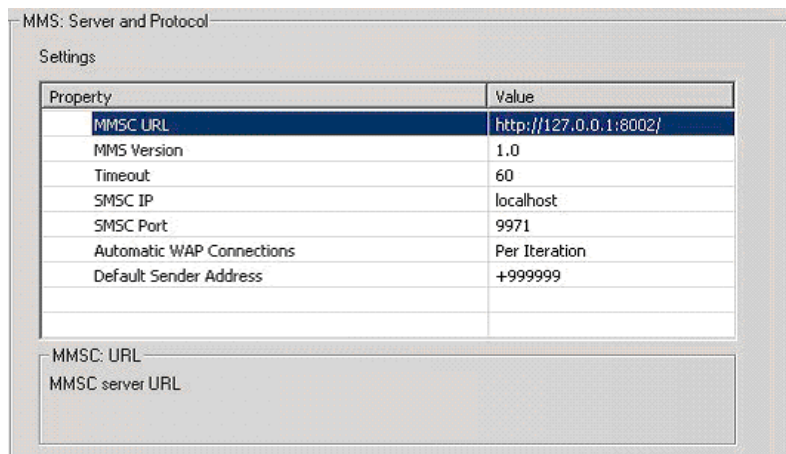 MMS: Server and Protocol
Settings
Property Value
MMSC URL http://127.0.0.1:8002/
MMS Version 1.0
Timeout 60
SMSC IP localhost
SMSC Port 9971
Automatic WAP Connections Per Iteration
Default Sender Address +999999
MMSC: URL
MMSC server URL